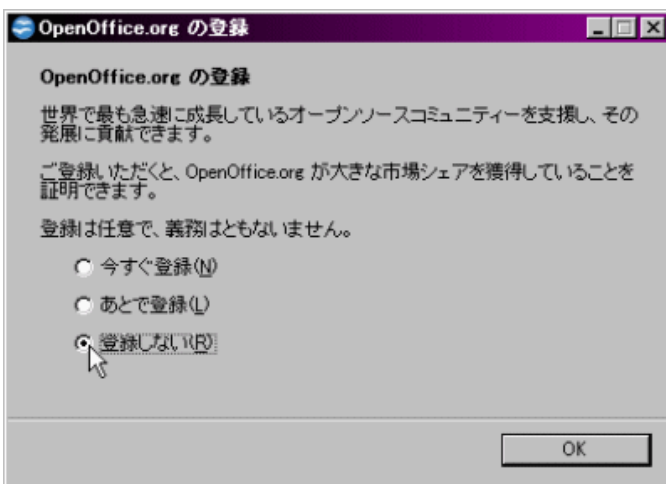 OpenOffice.org の登録
OpenOffice.org の登録
世界で最も急速に成長しているオープンソースコミュニティーを支援し、その
発展に貢献できます。
ご登録いただくと、OpenOffice.org が大きな市場シェアを獲得していることを
証明できます。
登録は任意で、義務はともないません。
今すぐ登録(N)
あとで登録(L)
登録しない(R)
OK